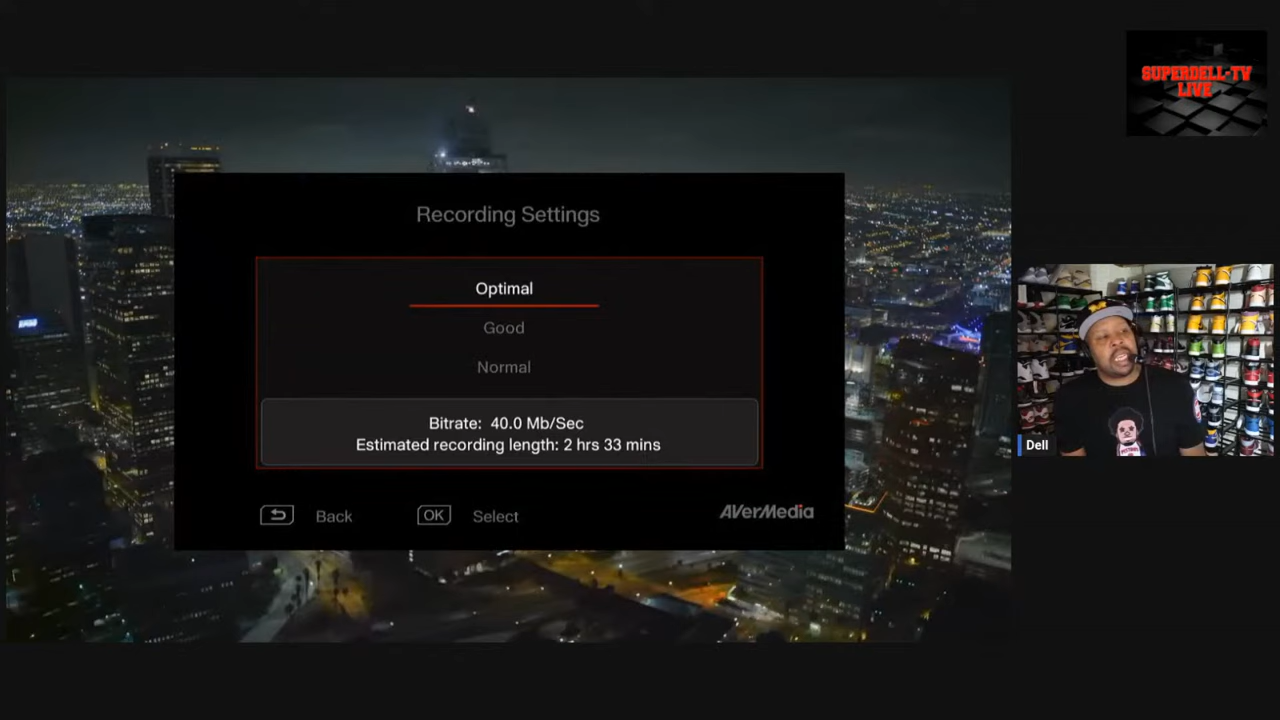 SUPERDELL-TV
LIVE
Recording Settings
Optimal
Good
Normal
Bitrate: 40.0 Mb/Sec
Estimated recording length: 2 hrs 33 mins
Back
OK
Select
AVerMedia
Dell